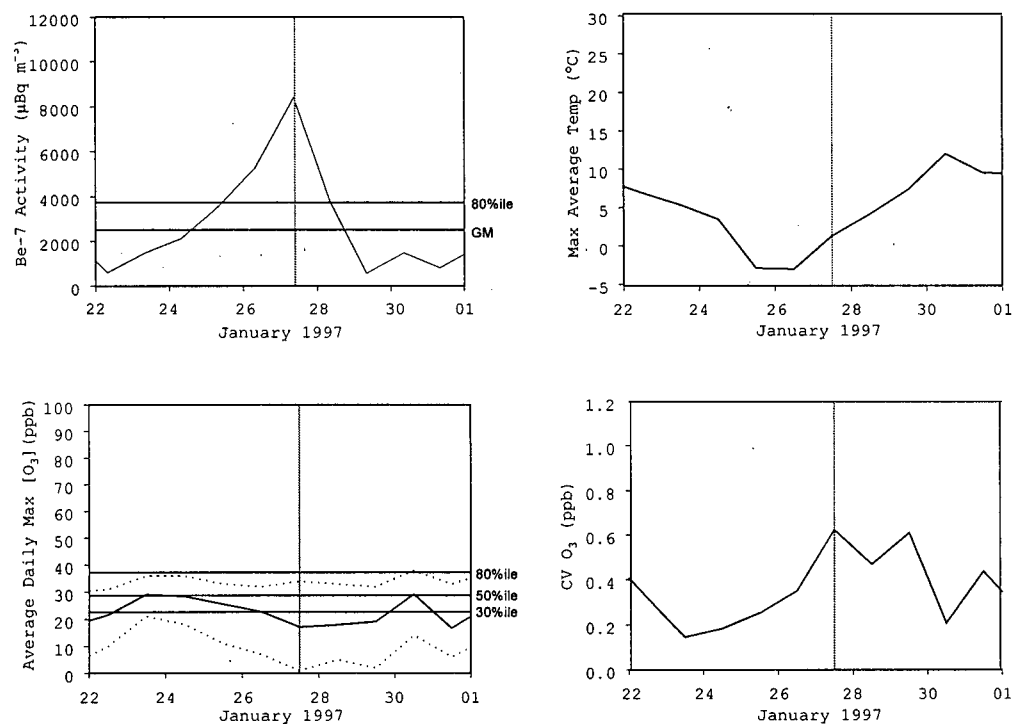 Be-7 Activity (µBq m⁻³)
12000
10000
8000
6000
4000
2000
0
80%ile
GM
22 24 26 28 30 01
January 1997
Max Average Temp (°C)
30
25
20
15
10
5
0
-5
22 24 26 28 30 01
January 1997
Average Daily Max [O₃](ppb)
100
90
80
70
60
50
40
30
20
10
0
80%ile
50%ile
30%ile
22 24 26 28 30 01
January 1997
CV O₃ (ppb)
1.2
1.0
0.8
0.6
0.4
0.2
0.0
22 24 26 28 30 01
January 1997